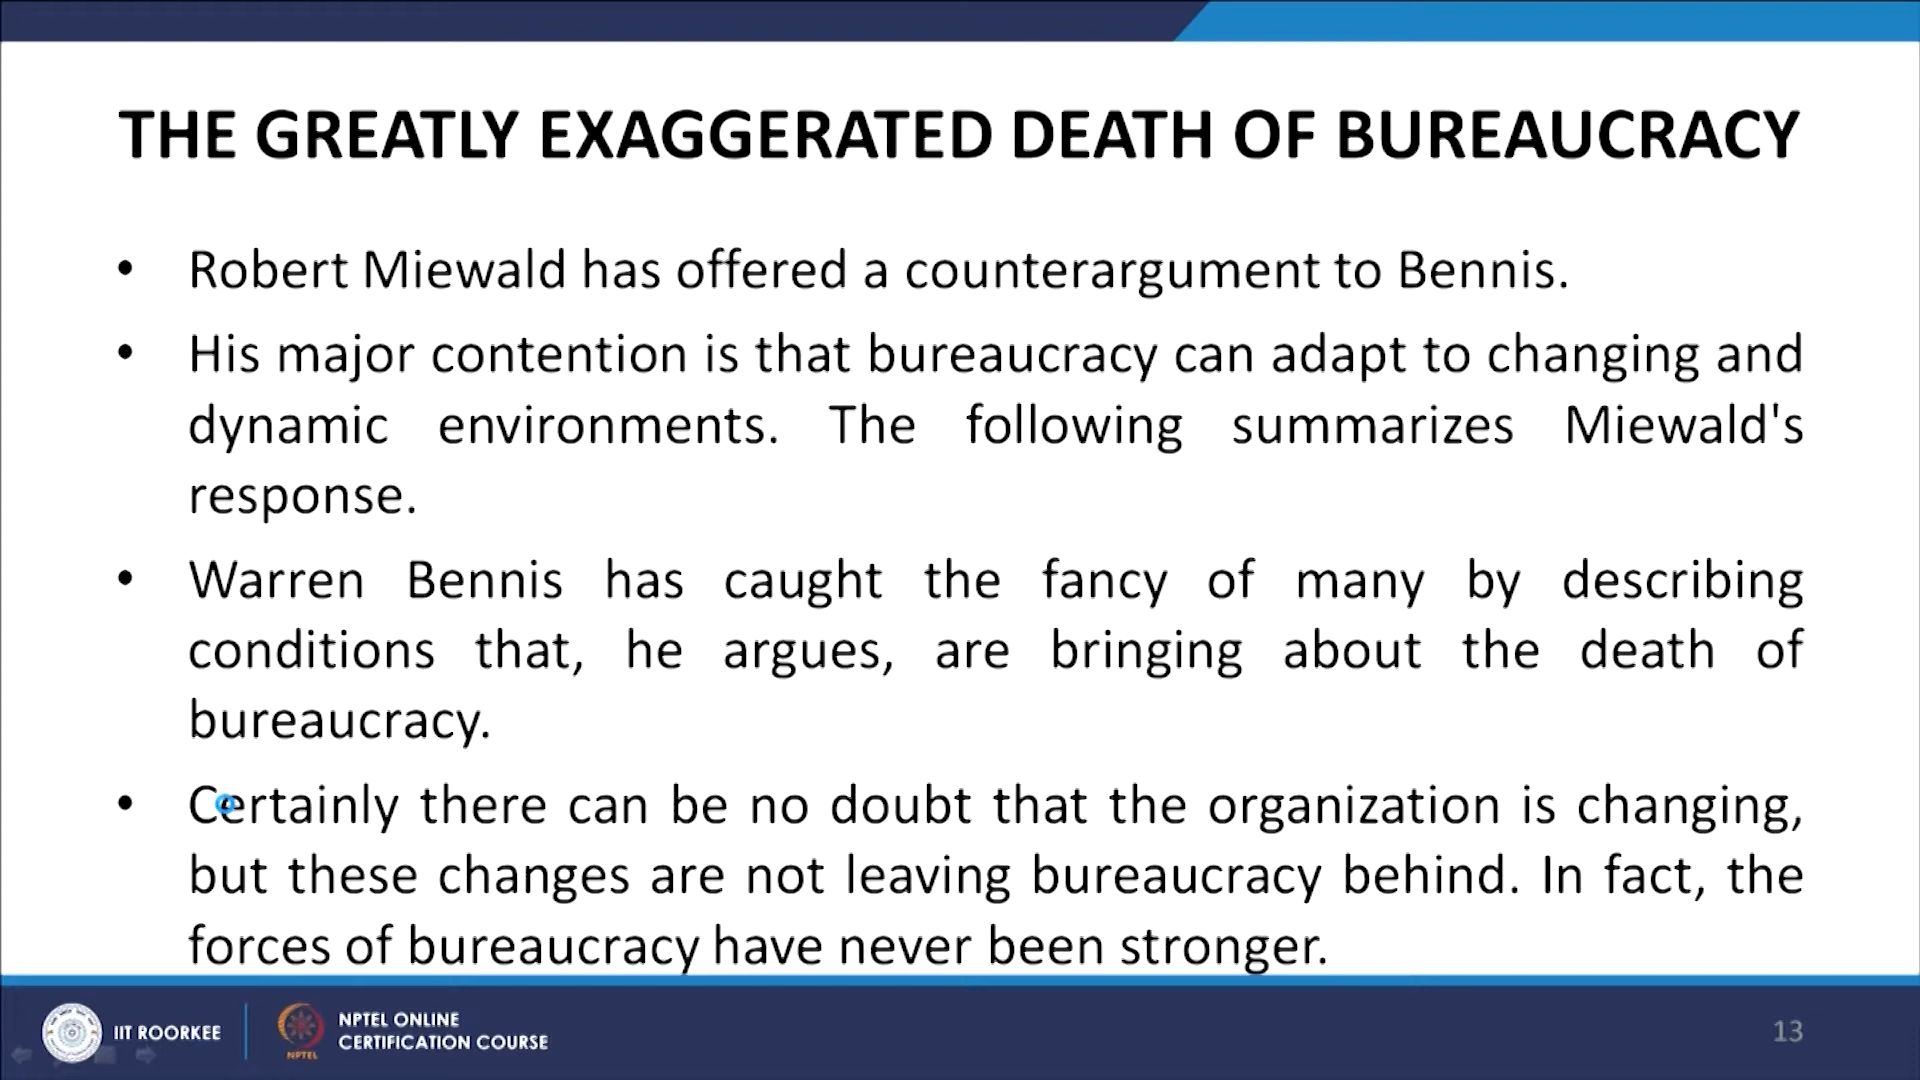 THE GREATLY EXAGGERATED DEATH OF BUREAUCRACY
• Robert Miewald has offered a counterargument to Bennis.
• His major contention is that bureaucracy can adapt to changing and
dynamic environments. The following summarizes Miewald's
response.
• Warren Bennis has caught the fancy of many by describing
conditions that, he argues, are bringing about the death of
bureaucracy.
• Certainly there can be no doubt that the organization is changing,
but these changes are not leaving bureaucracy behind. In fact, the
forces of bureaucracy have never been stronger.
IIT ROORKEE
NPTEL
NPTEL ONLINE
CERTIFICATION COURSE
13